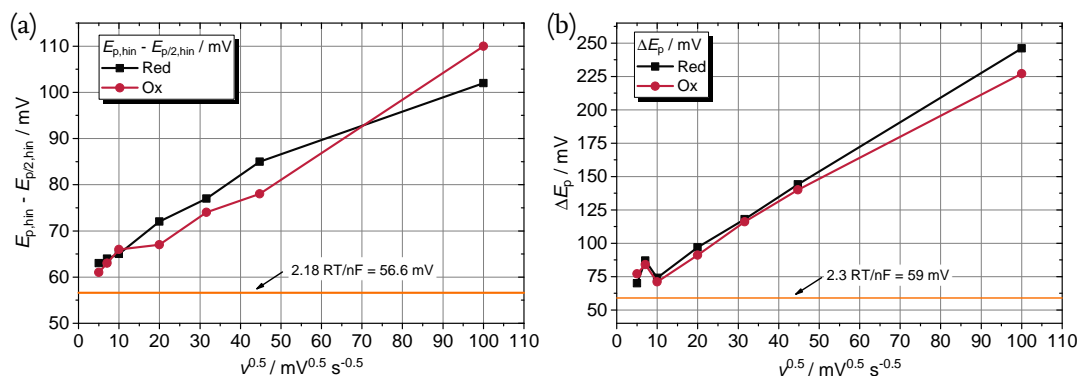 (a)
E_p,hin - E_p/2,hin / mV
110
100
90
80
70
60
50
E_p,hin - E_p/2,hin / mV
Red
Ox
2.18 RT/nF = 56.6 mV
0 10 20 30 40 50 60 70 80 90 100 110
v^0.5 / mV^0.5 s^-0.5
(b)
ΔE_p / mV
250
225
200
175
150
125
100
75
50
ΔE_p / mV
Red
Ox
2.3 RT/nF = 59 mV
0 10 20 30 40 50 60 70 80 90 100 110
v^0.5 / mV^0.5 s^-0.5